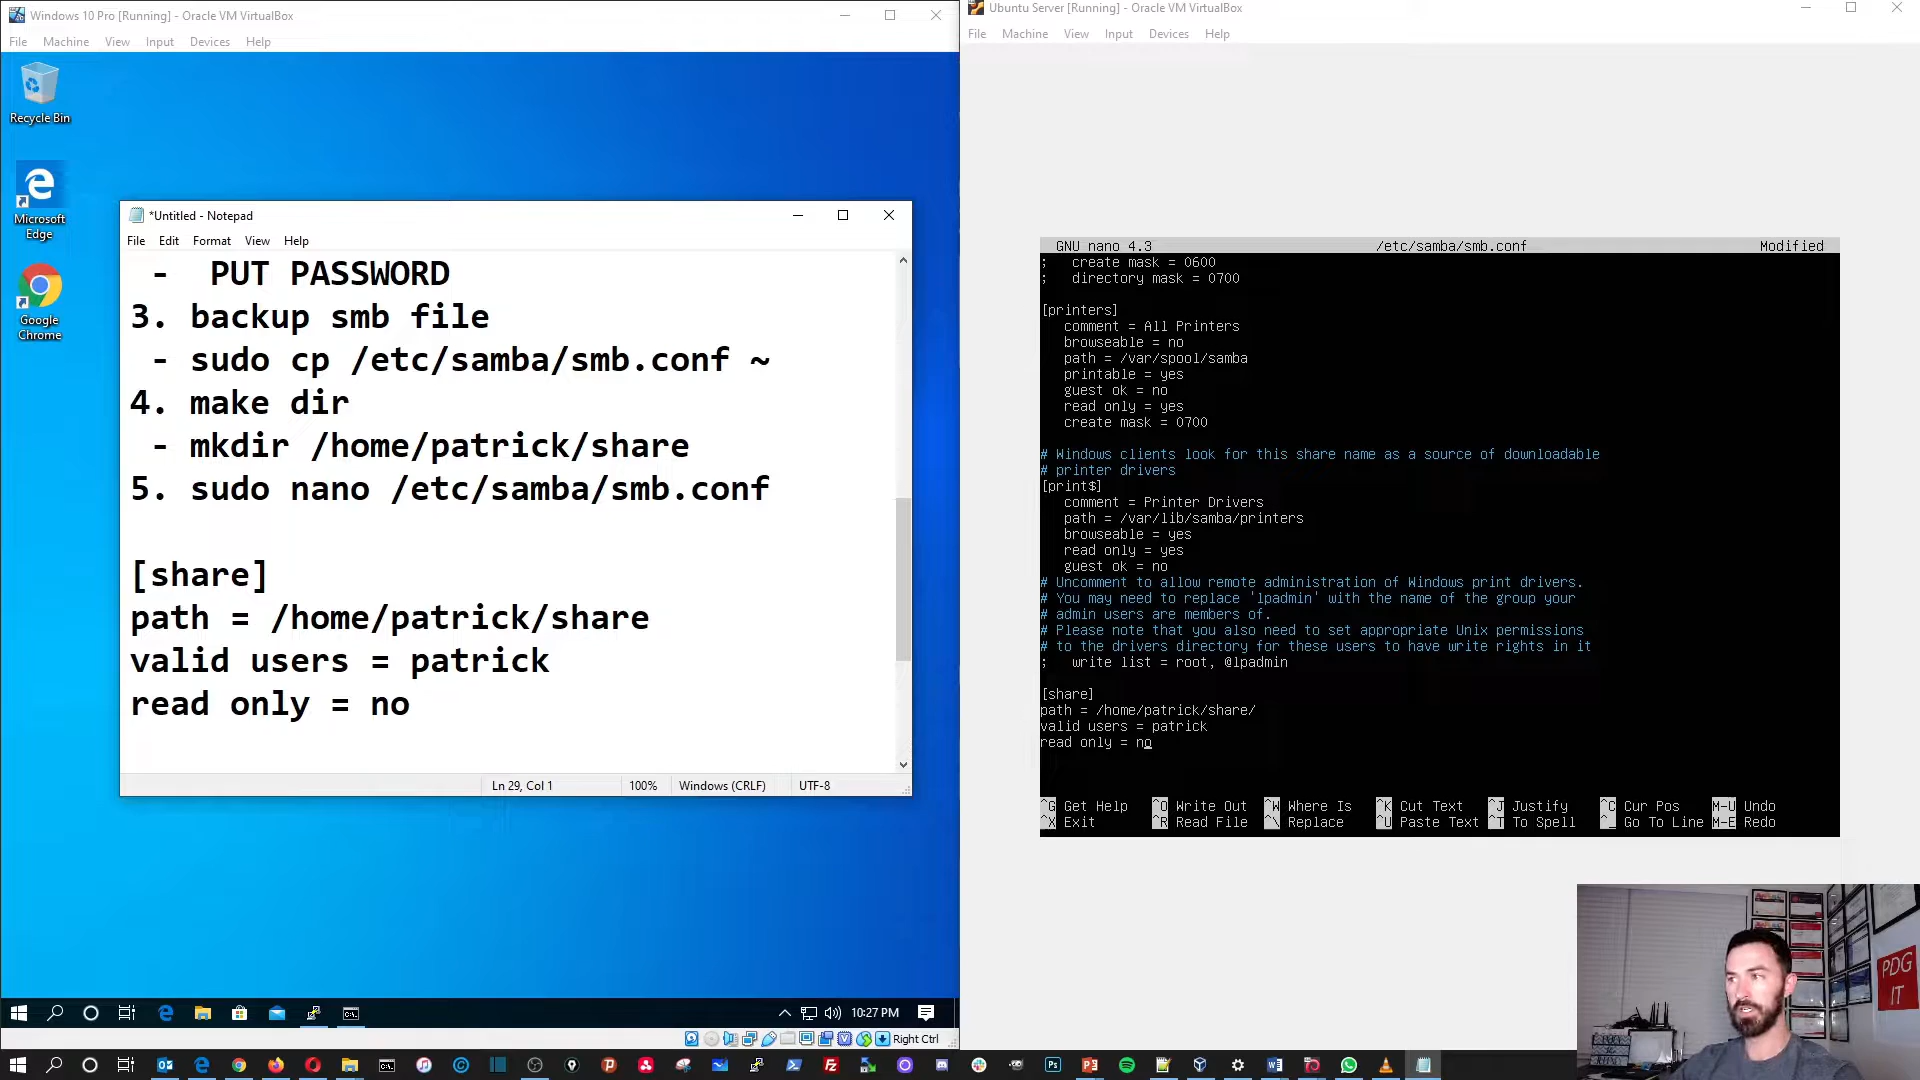 Windows 10 Pro [Running] - Oracle VM VirtualBox
File Machine View Input Devices Help
Recycle Bin
Microsoft
Edge
Google
Chrome
*Untitled - Notepad
File Edit Format View Help
- PUT PASSWORD
3. backup smb file
- sudo cp /etc/samba/smb.conf ~
4. make dir
- mkdir /home/patrick/share
5. sudo nano /etc/samba/smb.conf
[share]
path = /home/patrick/share
valid users = patrick
read only = no
Ln 29, Col 1 100% Windows (CRLF) UTF-8
10:27 PM
Right Ctrl
Ubuntu Server [Running] - Oracle VM VirtualBox
File Machine View Input Devices Help
GNU nano 4.3 /etc/samba/smb.conf Modified
; create mask = 0600
; directory mask = 0700
[printers]
comment = All Printers
browseable = no
path = /var/spool/samba
printable = yes
guest ok = no
read only = yes
create mask = 0700
# Windows clients look for this share name as a source of downloadable
# printer drivers
[print$]
comment = Printer Drivers
path = /var/lib/samba/printers
browseable = yes
read only = yes
guest ok = no
# Uncomment to allow remote administration of Windows print drivers.
# You may need to replace 'lpadmin' with the name of the group your
# admin users are members of.
# Please note that you also need to set appropriate Unix permissions
# to the drivers directory for these users to have write rights in it
; write list = root, @lpadmin
[share]
path = /home/patrick/share/
valid users = patrick
read only = no
^G Get Help ^O Write Out ^W Where Is ^K Cut Text ^J Justify ^C Cur Pos M-U Undo
^X Exit ^R Read File ^\ Replace ^U Paste Text ^T To Spell ^_ Go To Line M-E Redo
PDG
IT